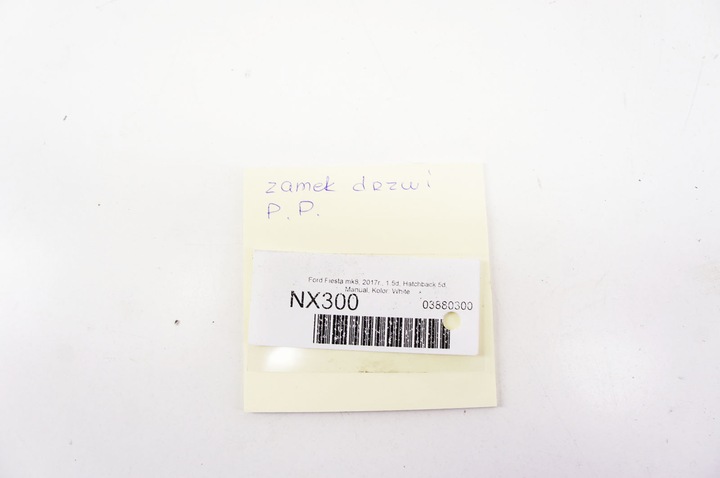 zamek drzwi
P.P.
Ford Fiesta mk8, 2017r., 1.5d, Hatchback 5d
Manual, Kolor: White
NX300 03880300